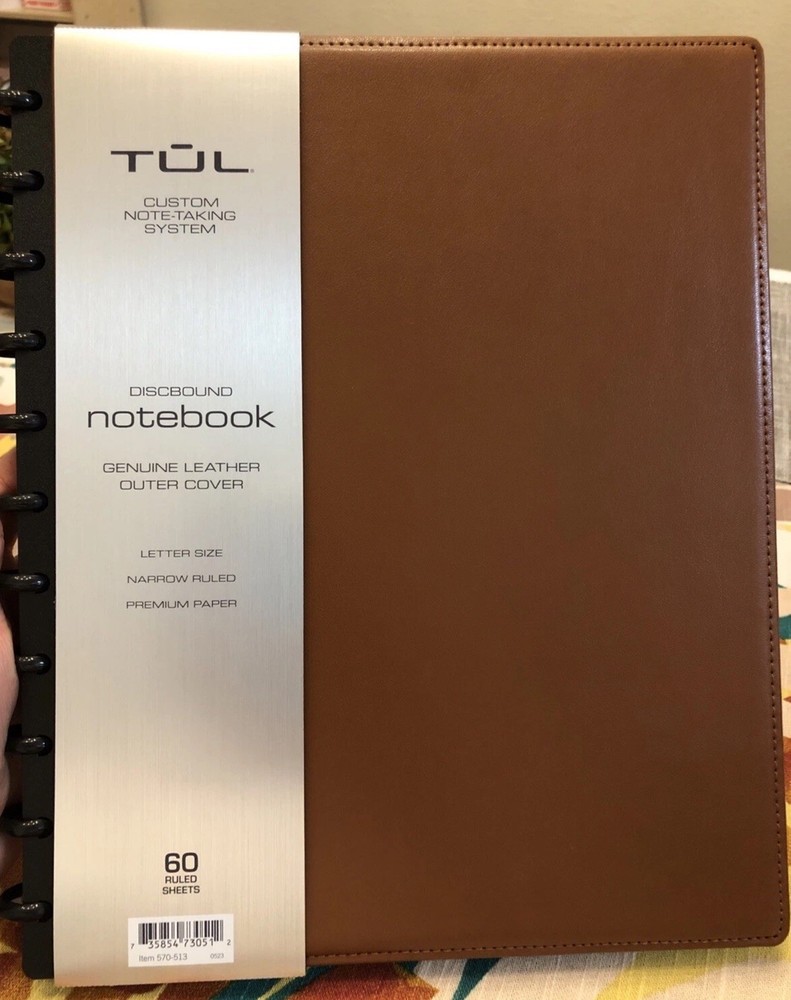 TŪL®
CUSTOM
NOTE-TAKING
SYSTEM
DISCBOUND
notebook
GENUINE LEATHER
OUTER COVER
LETTER SIZE
NARROW RULED
PREMIUM PAPER
60
RULED
SHEETS
7 35854 73051 2
Item 570-513 0523